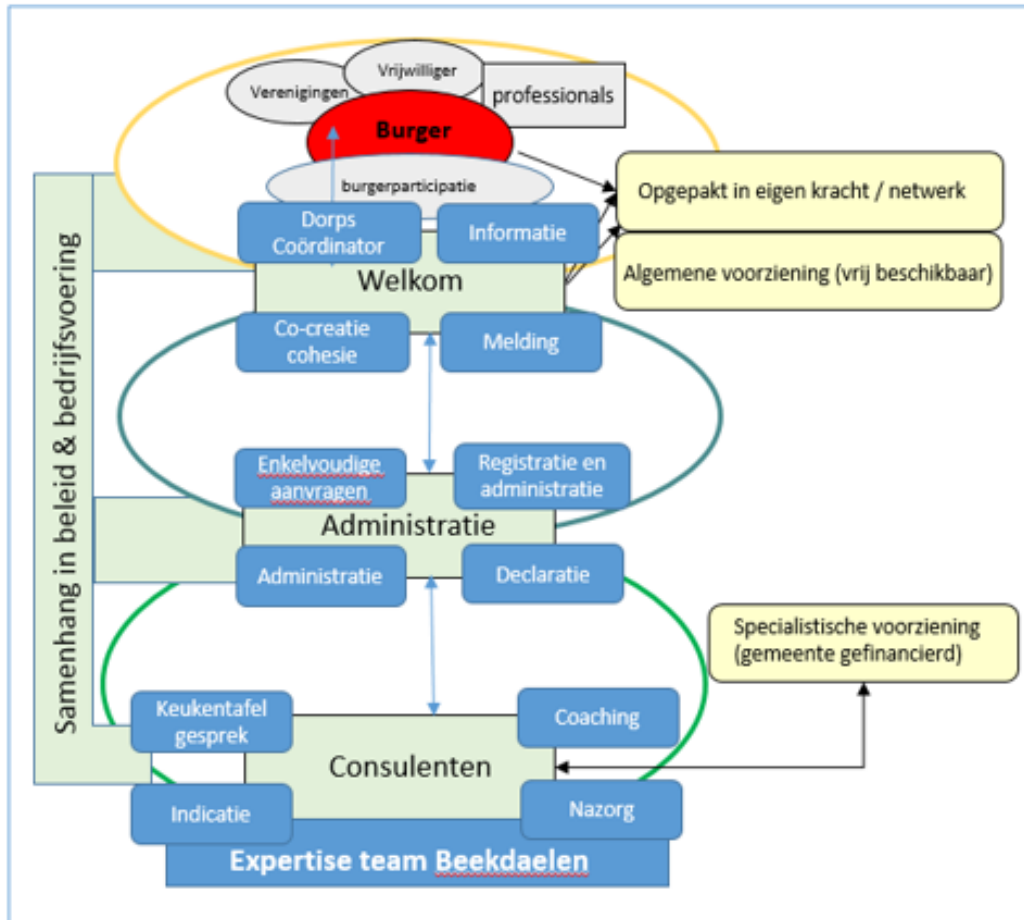 Vrijwilliger
Verenigingen
professionals
Burger
burgerparticipatie
Dorps
Coördinator
Informatie
Welkom
Co-creatie
cohesie
Melding
Opgepakt in eigen kracht / netwerk
Algemene voorziening (vrij beschikbaar)
Samenhang in beleid & bedrijfsvoering
Enkelvoudige
aanvragen
Registratie en
administratie
Administratie
Administratie
Declaratie
Specialistische voorziening
(gemeente gefinancierd)
Keukentafel
gesprek
Coaching
Consulenten
Indicatie
Nazorg
Expertise team Beekdaelen